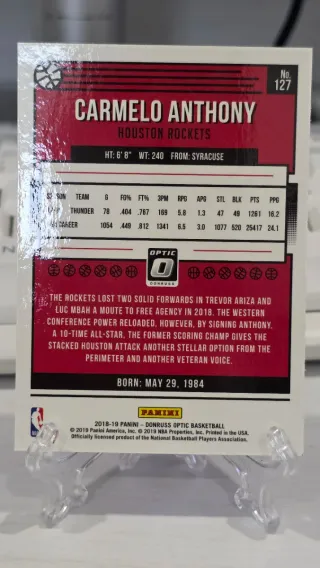 No.
127
CARMELO ANTHONY
HOUSTON ROCKETS
HT: 6' 8" WT: 240 FROM: SYRACUSE
TEAM G FG% FT% 3PM RPG APG STL BLK PTS PPG
THUNDER 78 .404 .767 169 5.8 1.3 47 49 1261 16.2
CAREER 1054 .449 .812 1341 6.5 3.0 1077 520 25417 24.1
OPTIC
DONRUSS
THE ROCKETS LOST TWO SOLID FORWARDS IN TREVOR ARIZA AND
LUC MBAH A MOUTE TO FREE AGENCY IN 2018. THE WESTERN
CONFERENCE POWER RELOADED, HOWEVER, BY SIGNING ANTHONY,
A 10-TIME ALL-STAR. THE FORMER SCORING CHAMP GIVES THE
STACKED HOUSTON ATTACK ANOTHER STELLAR OPTION FROM THE
PERIMETER AND ANOTHER VETERAN VOICE.
BORN: MAY 29, 1984
PANINI
2018-19 PANINI – DONRUSS OPTIC BASKETBALL
© 2019 Panini America, Inc. © 2019 NBA Properties, Inc. Printed in the USA.
Officially licensed product of the National Basketball Players Association.
NBA